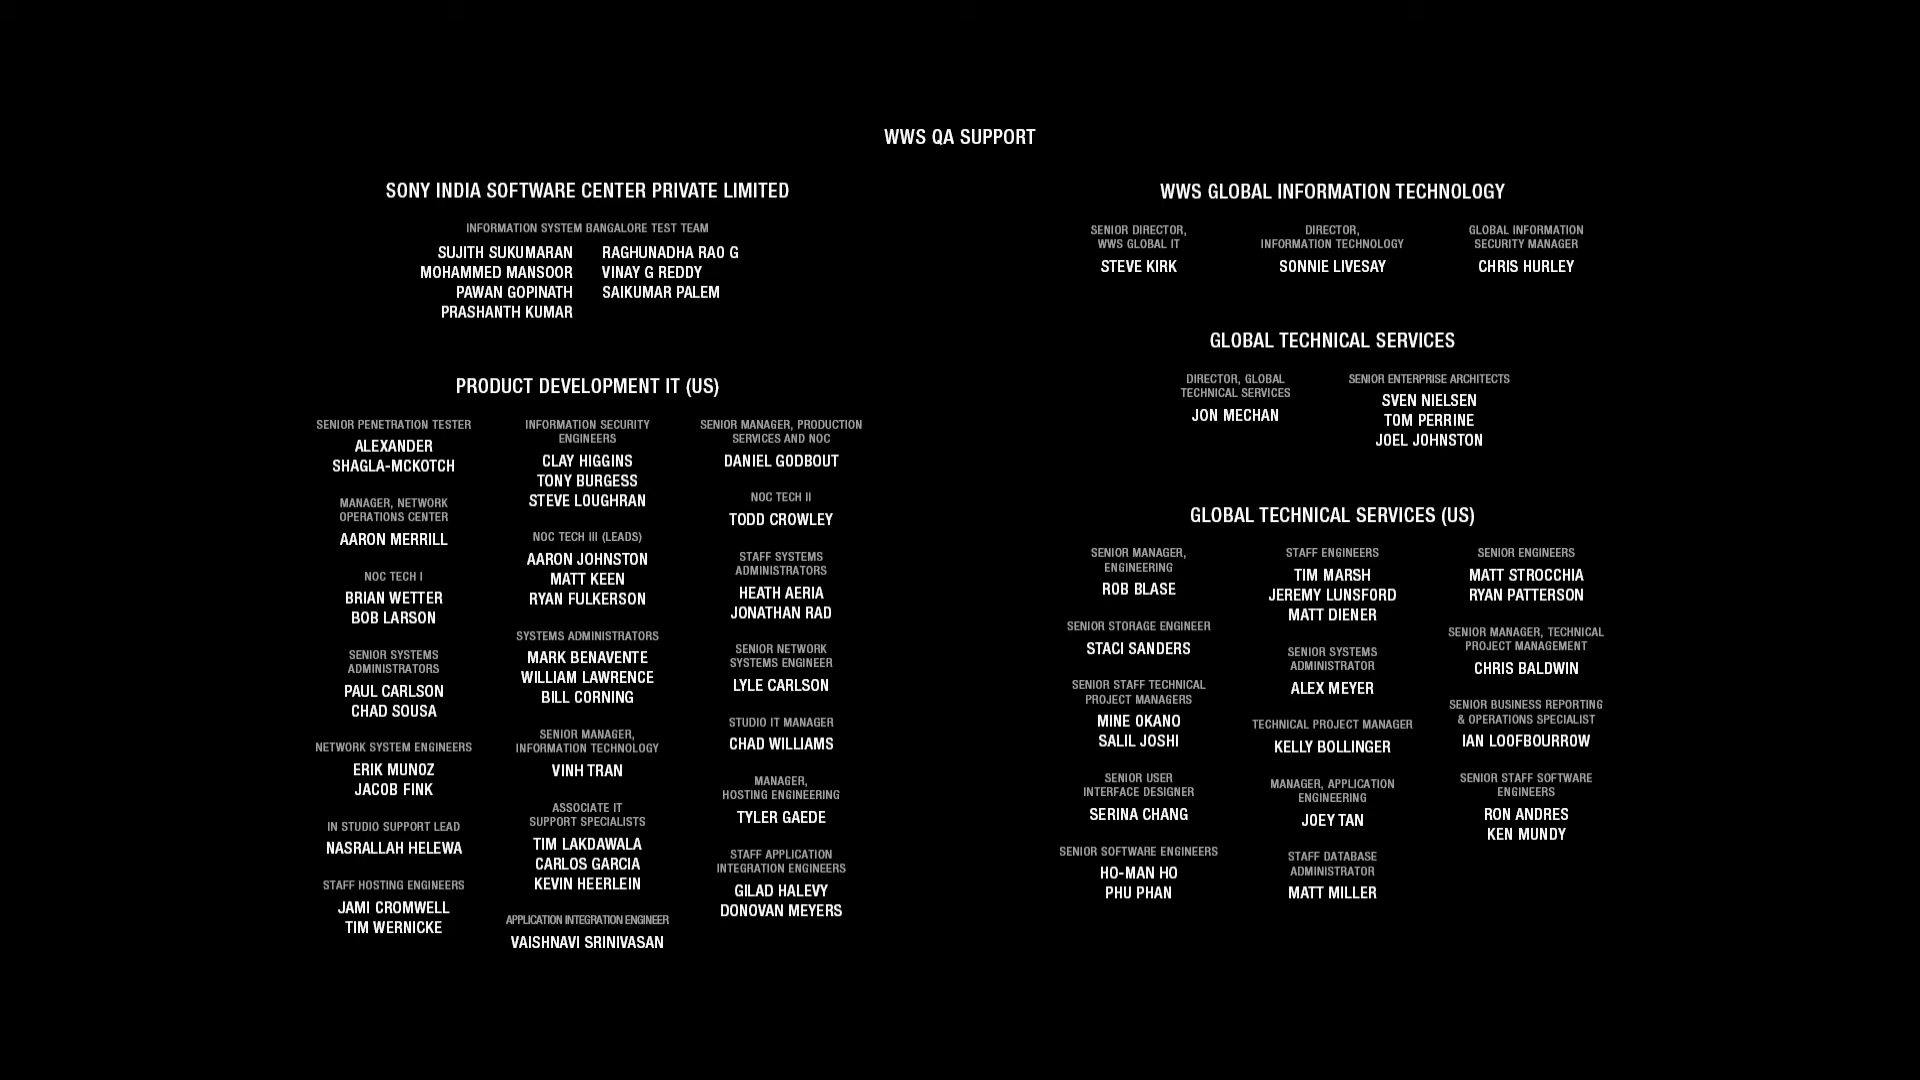 WWS QA SUPPORT
SONY INDIA SOFTWARE CENTER PRIVATE LIMITED
INFORMATION SYSTEM BANGALORE TEST TEAM
SUJITH SUKUMARAN
MOHAMMED MANSOOR
PAWAN GOPINATH
PRASHANTH KUMAR
RAGHUNADHA RAO G
VINAY G REDDY
SAIKUMAR PALEM
PRODUCT DEVELOPMENT IT (US)
SENIOR PENETRATION TESTER
ALEXANDER
SHAGLA-MCKOTCH
MANAGER, NETWORK
OPERATIONS CENTER
AARON MERRILL
NOC TECH I
BRIAN WETTER
BOB LARSON
SENIOR SYSTEMS
ADMINISTRATORS
PAUL CARLSON
CHAD SOUSA
NETWORK SYSTEM ENGINEERS
ERIK MUNOZ
JACOB FINK
IN STUDIO SUPPORT LEAD
NASRALLAH HELEWA
STAFF HOSTING ENGINEERS
JAMI CROMWELL
TIM WERNICKE
INFORMATION SECURITY
ENGINEERS
CLAY HIGGINS
TONY BURGESS
STEVE LOUGHRAN
NOC TECH III (LEADS)
AARON JOHNSTON
MATT KEEN
RYAN FULKERSON
SYSTEMS ADMINISTRATORS
MARK BENAVENTE
WILLIAM LAWRENCE
BILL CORNING
SENIOR MANAGER,
INFORMATION TECHNOLOGY
VINH TRAN
ASSOCIATE IT
SUPPORT SPECIALISTS
TIM LAKDAWALA
CARLOS GARCIA
KEVIN HEERLEIN
APPLICATION INTEGRATION ENGINEER
VAISHNAVI SRINIVASAN
SENIOR MANAGER, PRODUCTION
SERVICES AND NOC
DANIEL GODBOUT
NOC TECH II
TODD CROWLEY
STAFF SYSTEMS
ADMINISTRATORS
HEATH AERIA
JONATHAN RAD
SENIOR NETWORK
SYSTEMS ENGINEER
LYLE CARLSON
STUDIO IT MANAGER
CHAD WILLIAMS
MANAGER,
HOSTING ENGINEERING
TYLER GAEDE
STAFF APPLICATION
INTEGRATION ENGINEERS
GILAD HALEVY
DONOVAN MEYERS
WWS GLOBAL INFORMATION TECHNOLOGY
SENIOR DIRECTOR,
WWS GLOBAL IT
STEVE KIRK
DIRECTOR,
INFORMATION TECHNOLOGY
SONNIE LIVESAY
GLOBAL INFORMATION
SECURITY MANAGER
CHRIS HURLEY
GLOBAL TECHNICAL SERVICES
DIRECTOR, GLOBAL
TECHNICAL SERVICES
JON MECHAN
SENIOR ENTERPRISE ARCHITECTS
SVEN NIELSEN
TOM PERRINE
JOEL JOHNSTON
GLOBAL TECHNICAL SERVICES (US)
SENIOR MANAGER,
ENGINEERING
ROB BLASE
SENIOR STORAGE ENGINEER
STACI SANDERS
SENIOR STAFF TECHNICAL
PROJECT MANAGERS
MINE OKANO
SALIL JOSHI
SENIOR USER
INTERFACE DESIGNER
SERINA CHANG
SENIOR SOFTWARE ENGINEERS
HO-MAN HO
PHU PHAN
STAFF ENGINEERS
TIM MARSH
JEREMY LUNSFORD
MATT DIENER
SENIOR SYSTEMS
ADMINISTRATOR
ALEX MEYER
TECHNICAL PROJECT MANAGER
KELLY BOLLINGER
MANAGER, APPLICATION
ENGINEERING
JOEY TAN
STAFF DATABASE
ADMINISTRATOR
MATT MILLER
SENIOR ENGINEERS
MATT STROCCHIA
RYAN PATTERSON
SENIOR MANAGER, TECHNICAL
PROJECT MANAGEMENT
CHRIS BALDWIN
SENIOR BUSINESS REPORTING
& OPERATIONS SPECIALIST
IAN LOOFBOURROW
SENIOR STAFF SOFTWARE
ENGINEERS
RON ANDRES
KEN MUNDY